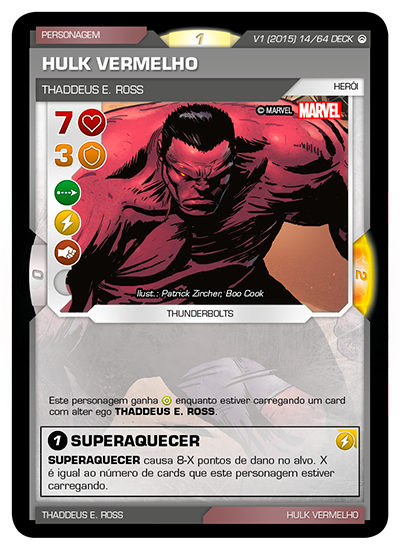 PERSONAGEM
1
V1 (2015) 14/64 DECK
HULK VERMELHO
THADDEUS E. ROSS
HERÓI
© MARVEL MARVEL
7
3
0
2
Ilust.: Patrick Zircher, Boo Cook
THUNDERBOLTS
Este personagem ganha enquanto estiver carregando um card
com alter ego THADDEUS E. ROSS.
1 SUPERAQUECER
SUPERAQUECER causa 8-X pontos de dano no alvo. X
é igual ao número de cards que este personagem estiver
carregando.
THADDEUS E. ROSS
HULK VERMELHO